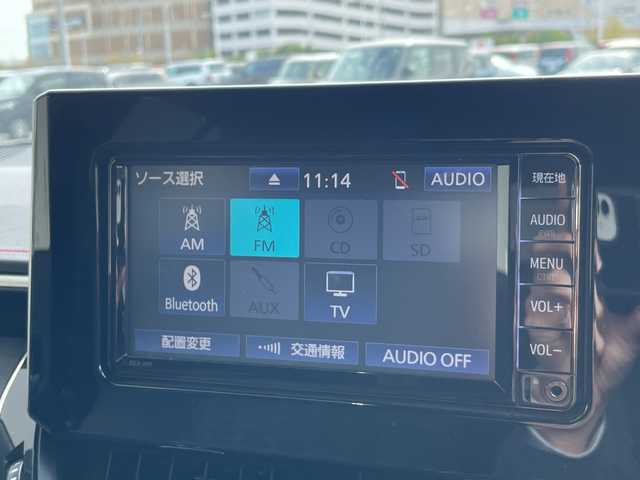 ソース選択 11:14 AUDIO
AM FM CD SD
Bluetooth AUX TV
配置変更 交通情報 AUDIO OFF
現在地
AUDIO
MENU
VOL+
VOL−